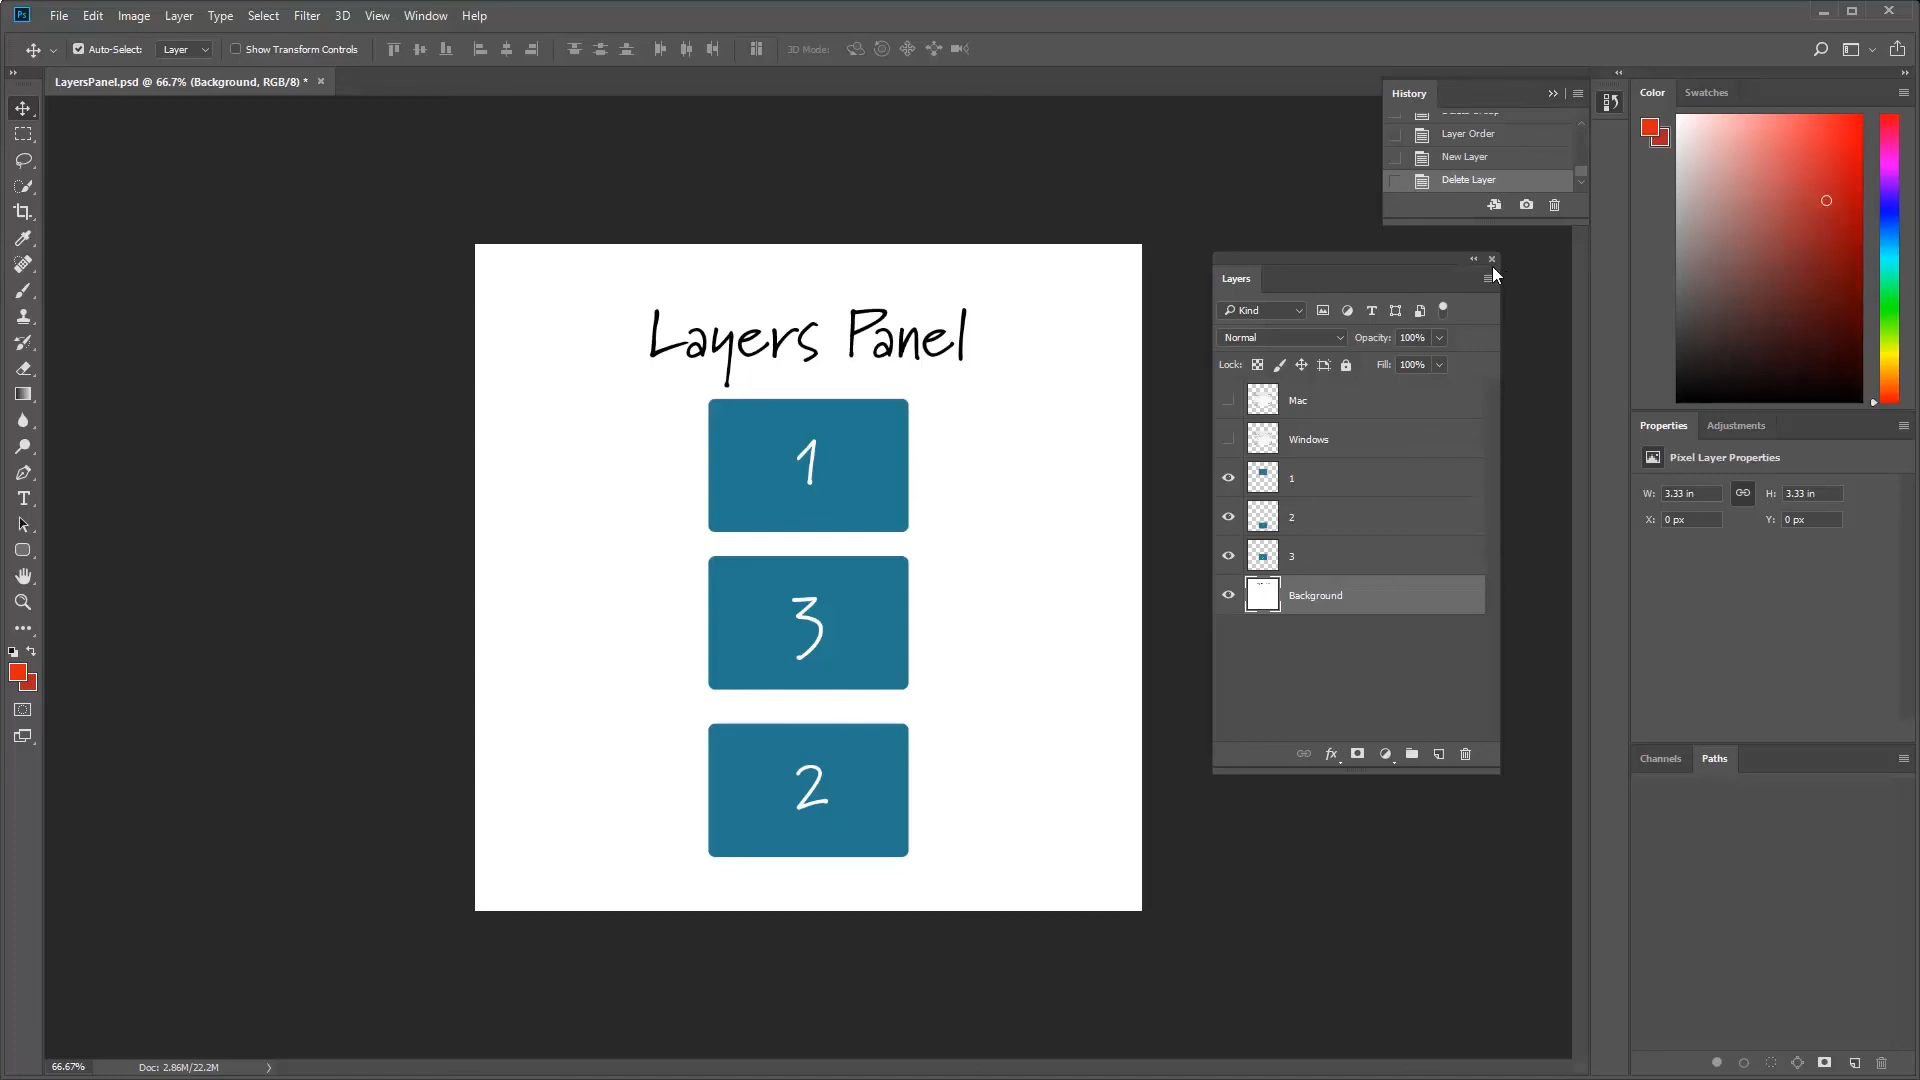 Ps File Edit Image Layer Type Select Filter 3D View Window Help
Auto-Select: Layer Show Transform Controls 3D Mode:
LayersPanel.psd @ 66.7% (Background, RGB/8) *
History
Delete Group
Layer Order
New Layer
Delete Layer
Color Swatches
Layers Panel
1
3
2
Layers
Kind
Normal Opacity: 100%
Lock: Fill: 100%
Mac
Windows
1
2
3
Background
fx
Properties Adjustments
Pixel Layer Properties
W: 3.33 in H: 3.33 in
X: 0 px Y: 0 px
Channels Paths
66.67% Doc: 2.86M/22.2M